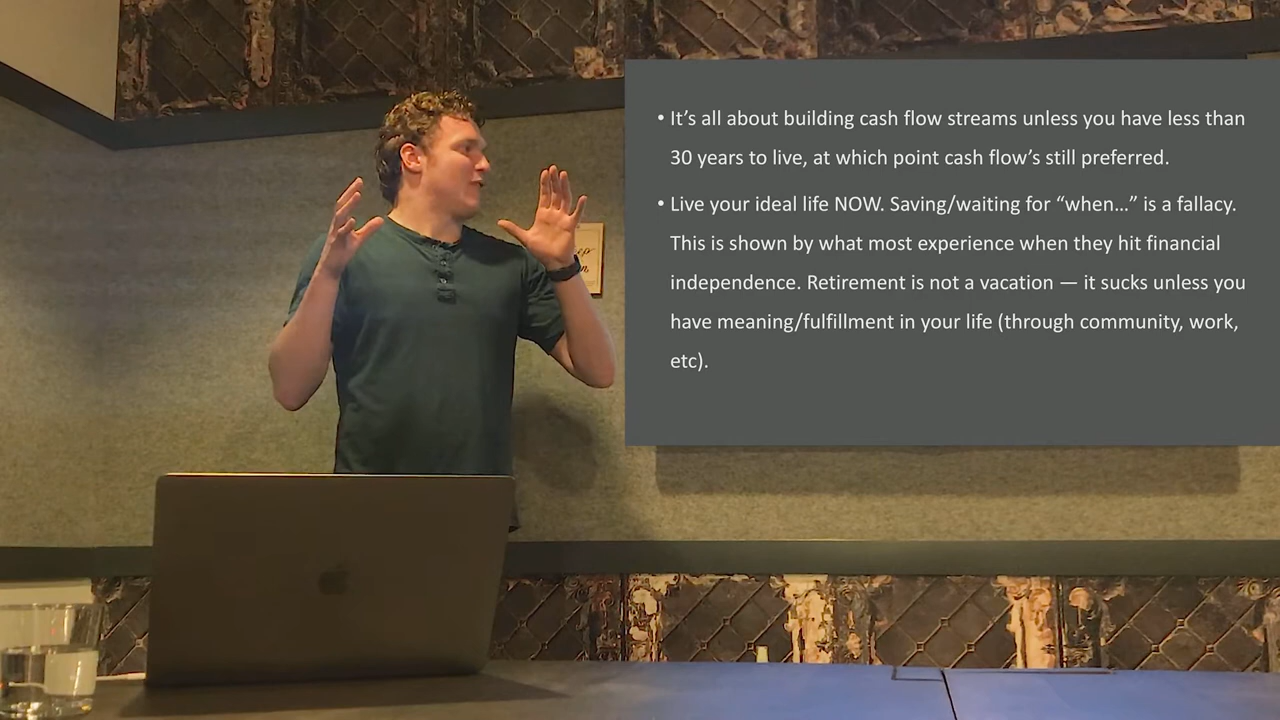 • It’s all about building cash flow streams unless you have less than
30 years to live, at which point cash flow’s still preferred.
• Live your ideal life NOW. Saving/waiting for “when…” is a fallacy.
This is shown by what most experience when they hit financial
independence. Retirement is not a vacation — it sucks unless you
have meaning/fulfillment in your life (through community, work,
etc).